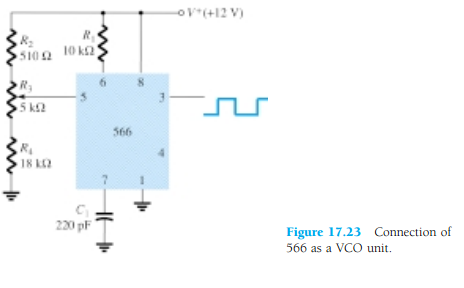 V⁺(+12 V)
R₂
510 Ω
R₁
10 kΩ
R₃
5 kΩ
5
6
8
3
566
R₄
18 kΩ
4
7
1
C₁
220 pF
Figure 17.23 Connection of
566 as a VCO unit.